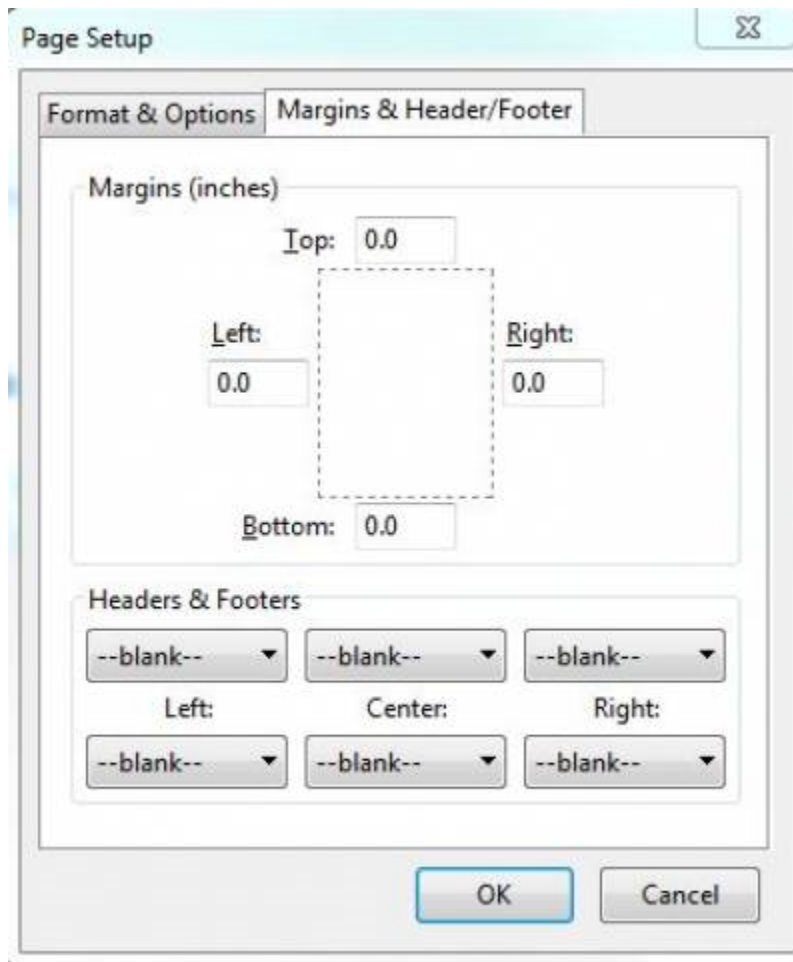 Page Setup
Format & Options
Margins & Header/Footer
Margins (inches)
Top: 0.0
Left:
Right:
0.0
0.0
Bottom: 0.0
Headers & Footers
--blank-- --blank-- --blank--
Left: Center: Right:
--blank-- --blank-- --blank--
OK Cancel